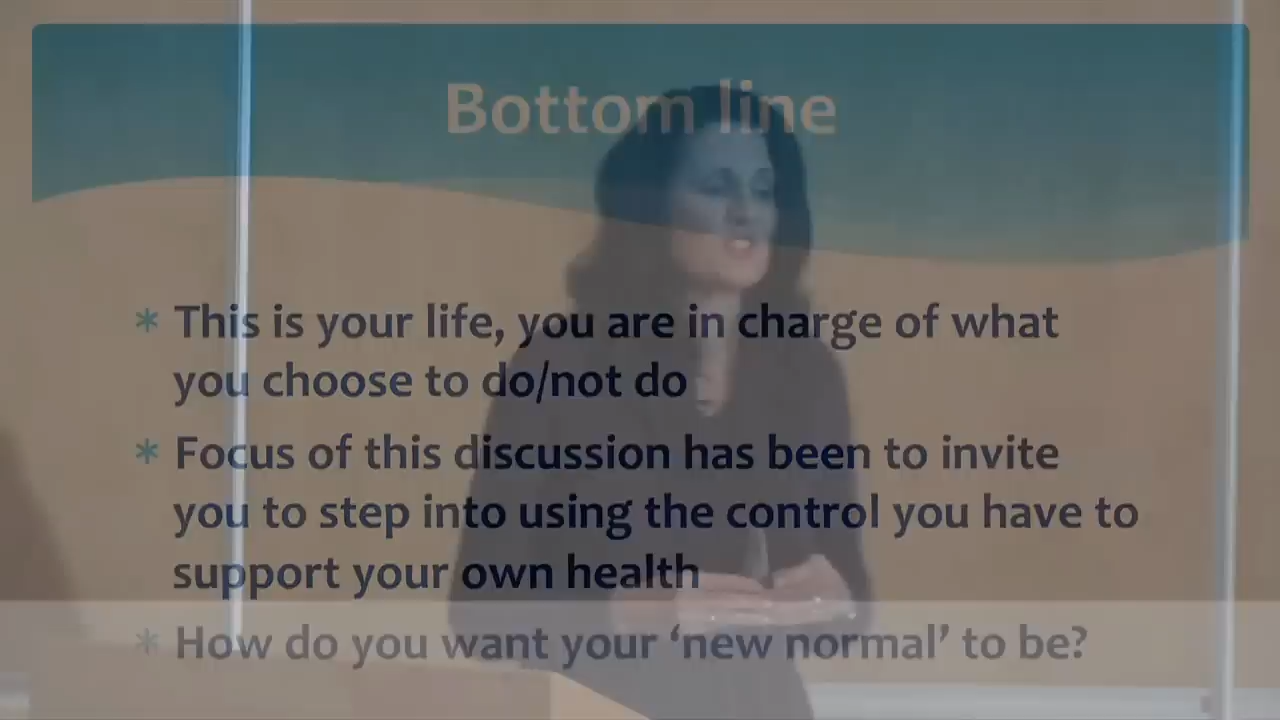 Bottom line
* This is your life, you are in charge of what
you choose to do/not do
* Focus of this discussion has been to invite
you to step into using the control you have to
support your own health
* How do you want your ‘new normal’ to be?